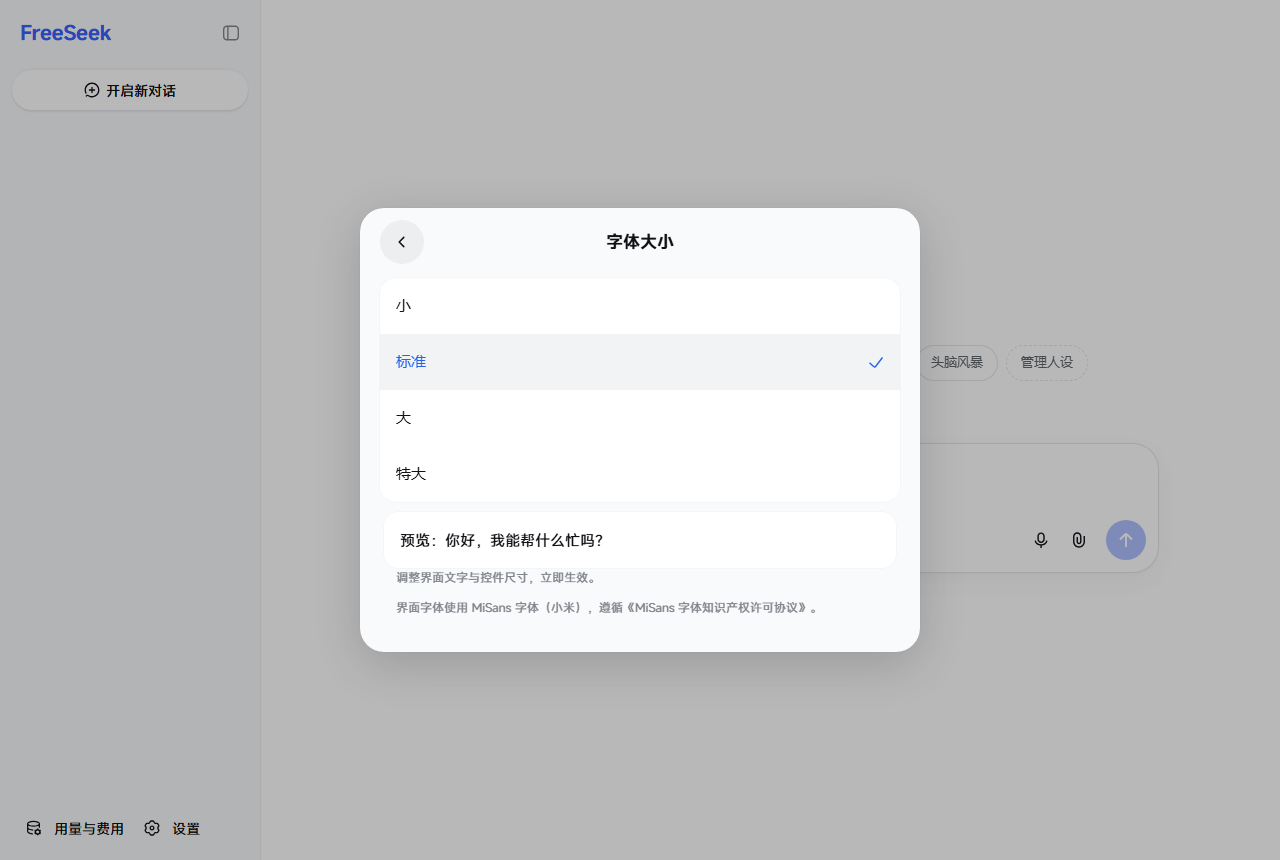 FreeSeek
开启新对话
字体大小
小
标准
大
特大
预览：你好，我能帮什么忙吗？
调整界面文字与控件尺寸，立即生效。
界面字体使用 MiSans 字体（小米），遵循《MiSans 字体知识产权许可协议》。
头脑风暴
管理人设
用量与费用
设置